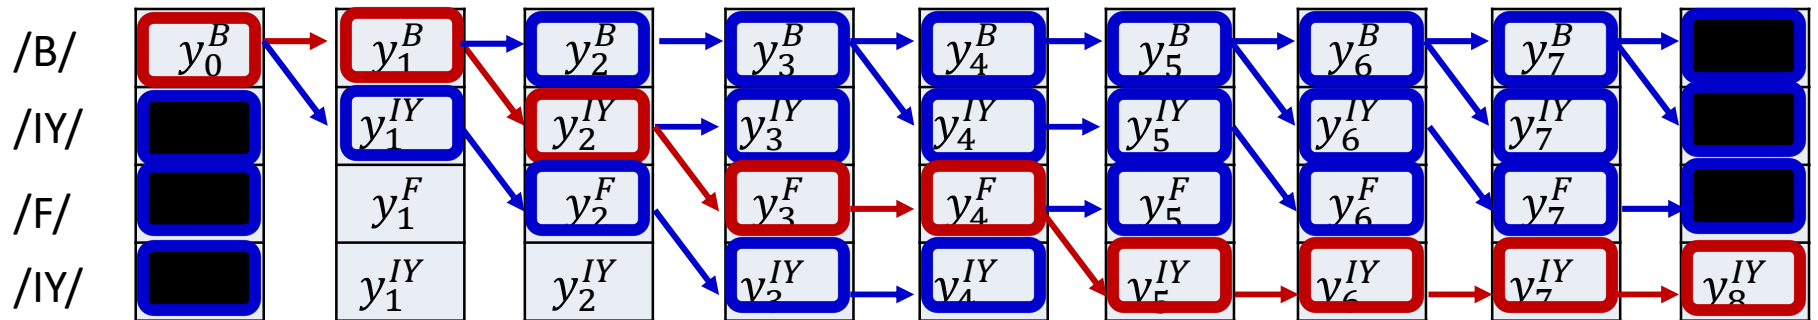 /B/ y_0^B y_1^B y_2^B y_3^B y_4^B y_5^B y_6^B y_7^B
/IY/ y_1^IY y_2^IY y_3^IY y_4^IY y_5^IY y_6^IY y_7^IY
/F/ y_1^F y_2^F y_3^F y_4^F y_5^F y_6^F y_7^F
/IY/ y_1^IY y_2^IY y_3^IY y_4^IY y_5^IY y_6^IY y_7^IY y_8^IY